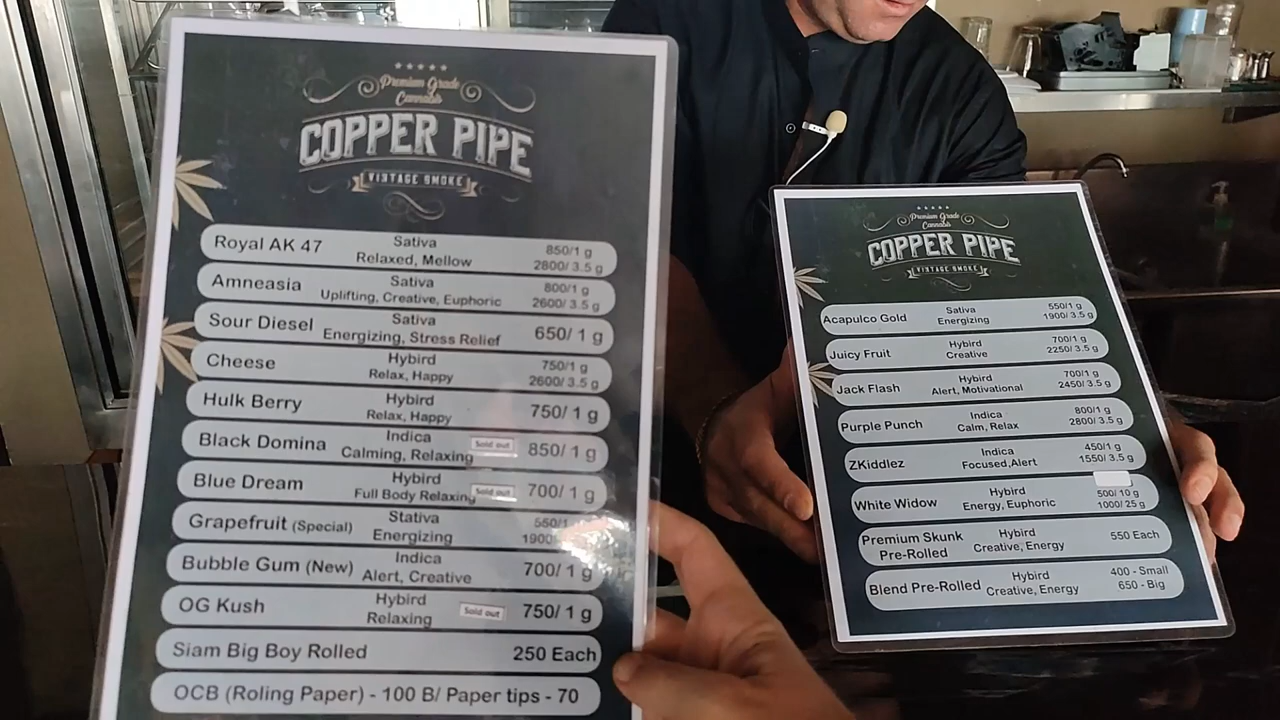 Premium Grade
Cannabis
COPPER PIPE
VINTAGE SMOKE
Royal AK 47 Sativa 850/1 g
Relaxed, Mellow 2800/ 3.5 g
Amneasia Sativa 800/1 g
Uplifting, Creative, Euphoric 2600/ 3.5 g
Sour Diesel Sativa 650/ 1 g
Energizing, Stress Relief
Cheese Hybird 750/1 g
Relax, Happy 2600/ 3.5 g
Hulk Berry Hybird 750/ 1 g
Relax, Happy
Black Domina Indica Sold out 850/ 1 g
Calming, Relaxing
Blue Dream Hybird 700/ 1 g
Full Body Relaxing Sold out
Grapefruit (Special) Stativa 550/1
Energizing 1900/
Bubble Gum (New) Indica 700/ 1 g
Alert, Creative
OG Kush Hybird Sold out 750/ 1 g
Relaxing
Siam Big Boy Rolled 250 Each
OCB (Roling Paper) - 100 B/ Paper tips - 70
Premium Grade
Cannabis
COPPER PIPE
VINTAGE SMOKE
Acapulco Gold Sativa 550/1 g
Energizing 1900/ 3.5 g
Juicy Fruit Hybird 700/1 g
Creative 2250/ 3.5 g
Jack Flash Hybird 700/1 g
Alert, Motivational 2450/ 3.5 g
Purple Punch Indica 800/1 g
Calm, Relax 2800/ 3.5 g
ZKiddlez Indica 450/1 g
Focused,Alert 1550/ 3.5 g
White Widow Hybird 500/ 10 g
Energy, Euphoric 1000/ 25 g
Premium Skunk Hybird 550 Each
Pre-Rolled Creative, Energy
Blend Pre-Rolled Hybird 400 - Small
Creative, Energy 650 - Big